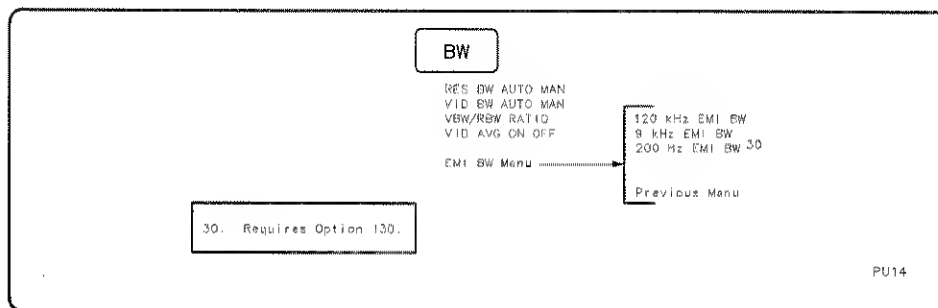 BW
RES BW AUTO MAN
VID BW AUTO MAN
VBW/RBW RATIO
VID AVG ON OFF
EMI BW Menu
120 kHz EMI BW
9 kHz EMI BW
200 Hz EMI BW 30
Previous Menu
30. Requires Option 130.
PU14